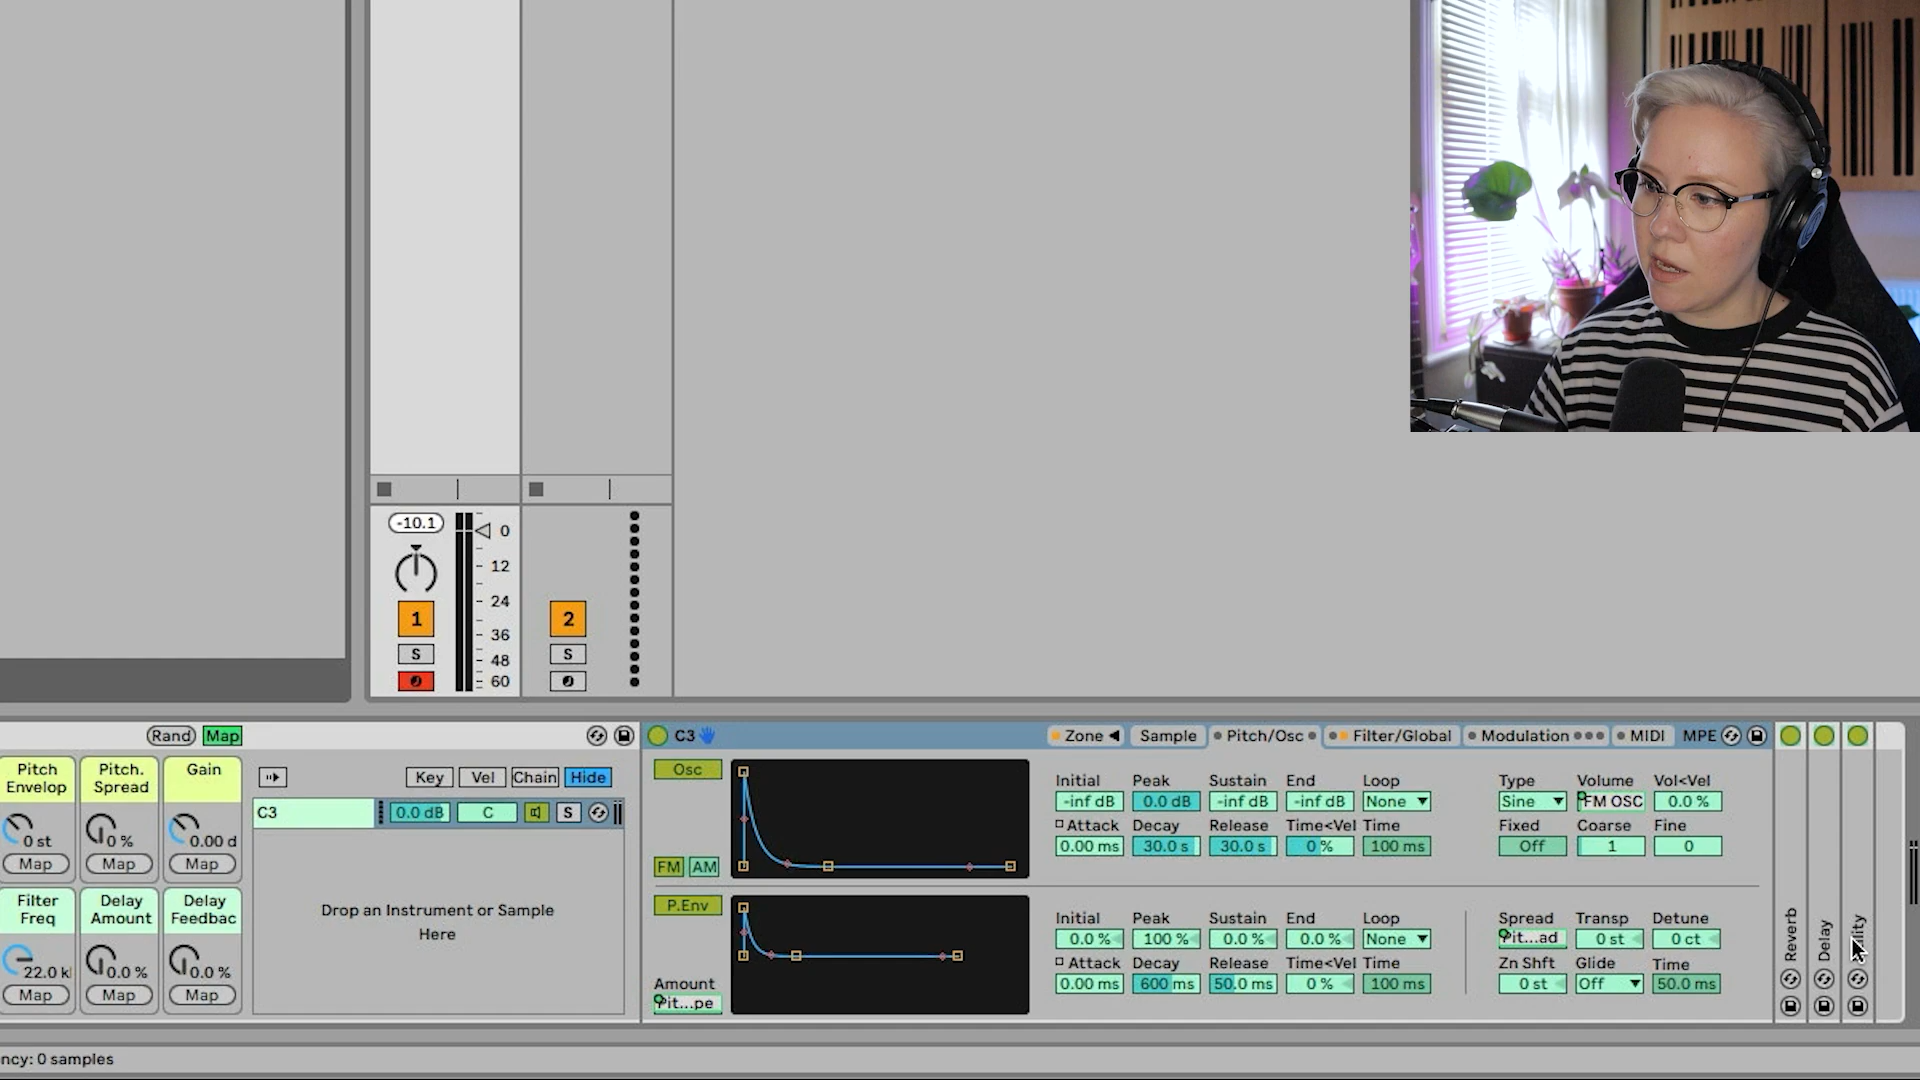 -10.1
0
12
24
36
48
60
1
2
S
S
Rand
Map
Pitch Envelop
Pitch. Spread
Gain
0 st
0 %
0.00 d
Map
Map
Map
Filter Freq
Delay Amount
Delay Feedbac
22.0 k
0.0 %
0.0 %
Map
Map
Map
Key
Vel
Chain
Hide
C3
0.0 dB
C
S
Drop an Instrument or Sample
Here
C3
Zone
Sample
Pitch/Osc
Filter/Global
Modulation
MIDI
MPE
Osc
FM
AM
Initial
Peak
Sustain
End
Loop
-inf dB
0.0 dB
-inf dB
-inf dB
None
Attack
Decay
Release
Time<Vel
Time
0.00 ms
30.0 s
30.0 s
0 %
100 ms
Type
Volume
Vol<Vel
Sine
FM OSC
0.0 %
Fixed
Coarse
Fine
Off
1
0
P.Env
Amount
Pit...pe
Initial
Peak
Sustain
End
Loop
0.0 %
100 %
0.0 %
0.0 %
None
Attack
Decay
Release
Time<Vel
Time
0.00 ms
600 ms
50.0 ms
0 %
100 ms
Spread
Transp
Detune
Pit...ad
0 st
0 ct
Zn Shft
Glide
Time
0 st
Off
50.0 ms
Reverb
Delay
ncy: 0 samples